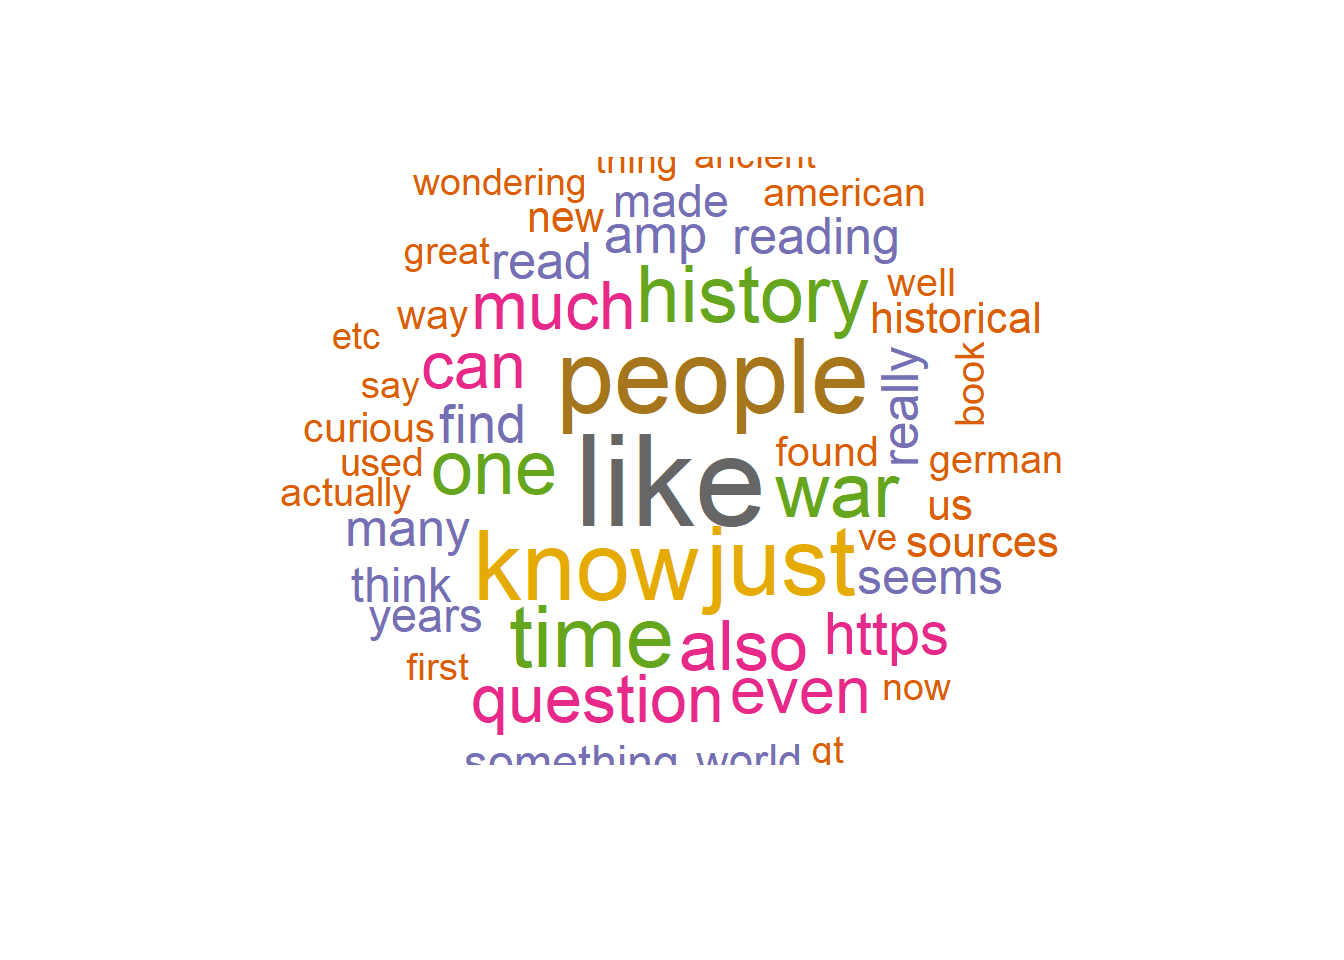 thing ancient
wondering
made american
new
amp reading
great read
well
much history
way historical
etc
can people
really book
say
curious find
found german
used one like
actually war us
many
know just ve sources
think seems
years
time also https
first
question even now
something world gt